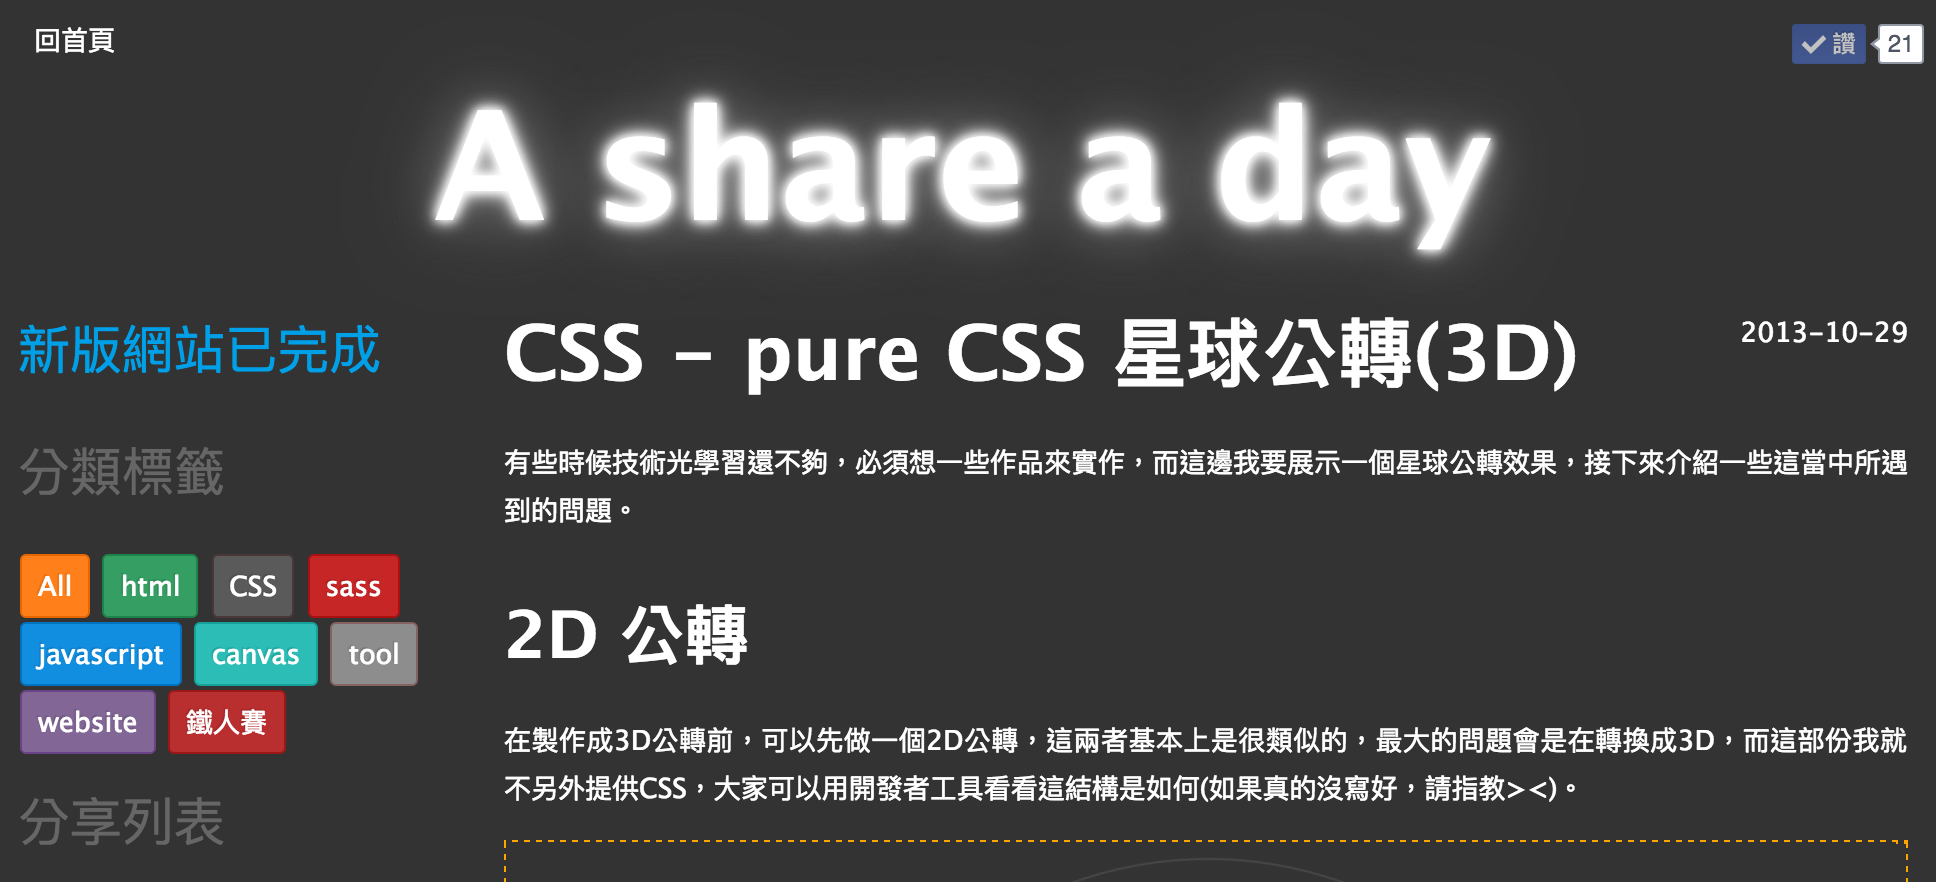 回首頁
讚
21
A share a day
新版網站已完成
分類標籤
All
html
CSS
sass
javascript
canvas
tool
website
鐵人賽
分享列表
CSS - pure CSS 星球公轉(3D)
2013-10-29
有些時候技術光學習還不夠，必須想一些作品來實作，而這邊我要展示一個星球公轉效果，接下來介紹一些這當中所遇
到的問題。
2D 公轉
在製作成3D公轉前，可以先做一個2D公轉，這兩者基本上是很類似的，最大的問題會是在轉換成3D，而這部份我就
不另外提供CSS，大家可以用開發者工具看看這結構是如何(如果真的沒寫好，請指教><)。